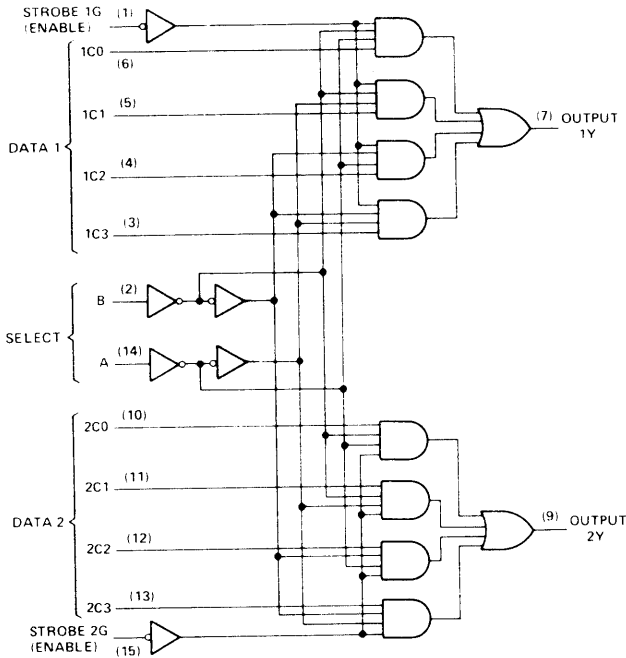 STROBE 1G (1)
(ENABLE)
1C0
(6)
1C1 (5)
DATA 1
1C2 (4)
1C3 (3)
(7) OUTPUT
1Y
B (2)
SELECT
A (14)
2C0 (10)
2C1 (11)
DATA 2
2C2 (12)
2C3 (13)
(9) OUTPUT
2Y
STROBE 2G
(ENABLE) (15)